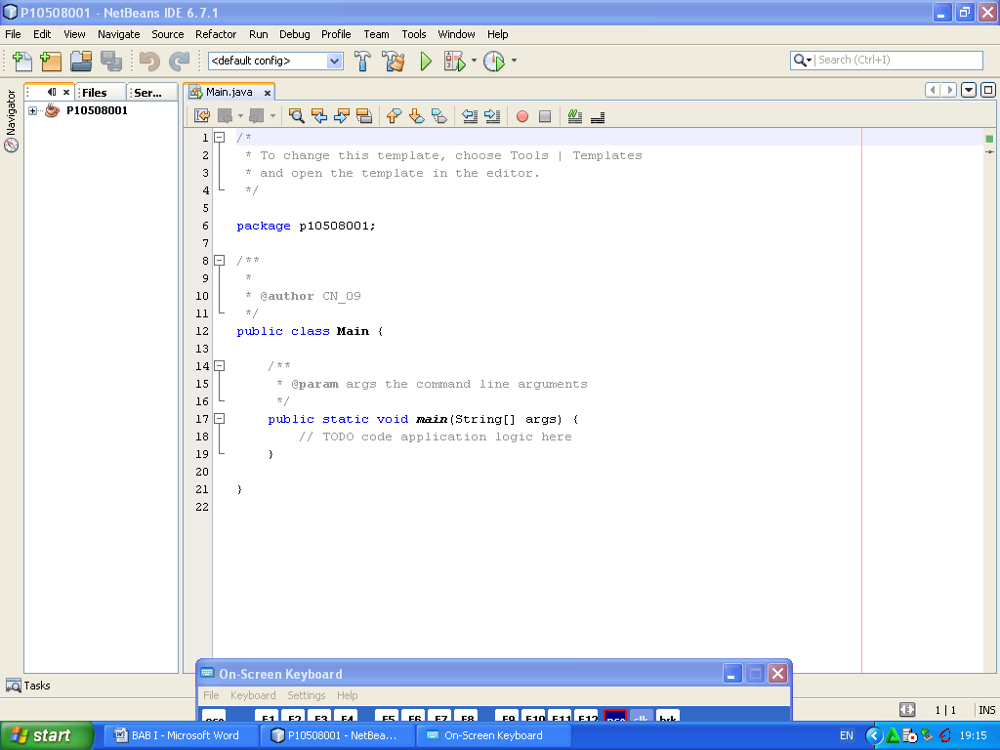 P10508001 - NetBeans IDE 6.7.1
File Edit View Navigate Source Refactor Run Debug Profile Team Tools Window Help
<default config>
Search (Ctrl+I)
Navigator
Files
Ser...
P10508001
Main.java
1 /*
2 * To change this template, choose Tools | Templates
3 * and open the template in the editor.
4 */
5
6 package p10508001;
7
8 /**
9 *
10 * @author CN_09
11 */
12 public class Main {
13
14 /**
15 * @param args the command line arguments
16 */
17 public static void main(String[] args) {
18 // TODO code application logic here
19 }
20
21 }
22
Tasks
On-Screen Keyboard
File Keyboard Settings Help
esc F1 F2 F3 F4 F5 F6 F7 F8 F9 F10 F11 F12 psc slk brk
1 | 1 INS
start
BAB I - Microsoft Word
P10508001 - NetBea...
On-Screen Keyboard
EN
19:15